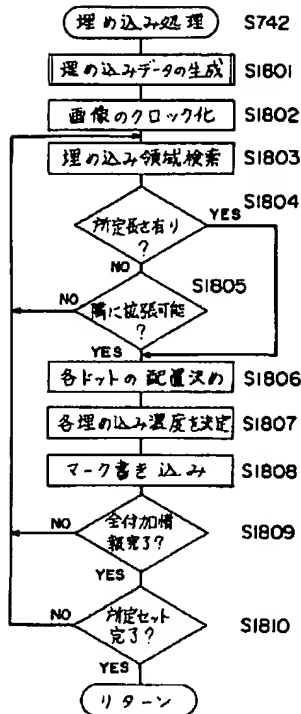 埋め込み処理 S742
埋め込みデータの生成 S1801
画像のブロック化 S1802
埋め込み領域検索 S1803
S1804
所定長さ有り
?
YES
NO
S1805
隣に拡張可能
?
NO
YES
各ドットの配置決め S1806
各埋め込み濃度を決定 S1807
マーク書き込み S1808
全付加情
報完了?
NO
S1809
YES
所定セット
完了?
NO
S1810
YES
リターン